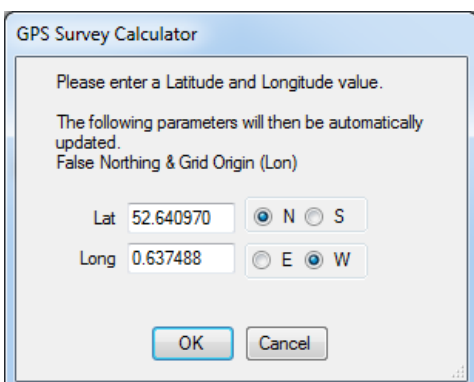 GPS Survey Calculator
Please enter a Latitude and Longitude value.
The following parameters will then be automatically
updated.
False Northing & Grid Origin (Lon)
Lat 52.640970 N S
Long 0.637488 E W
OK Cancel